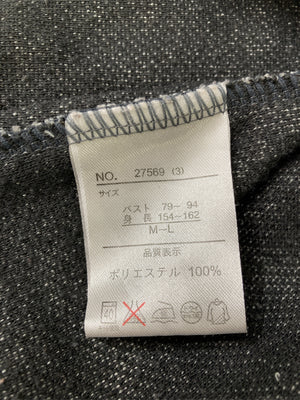 NO. 27569 (3)
サイズ
バスト 79-94
身長 154-162
M-L
品質表示
ポリエステル 100%
40